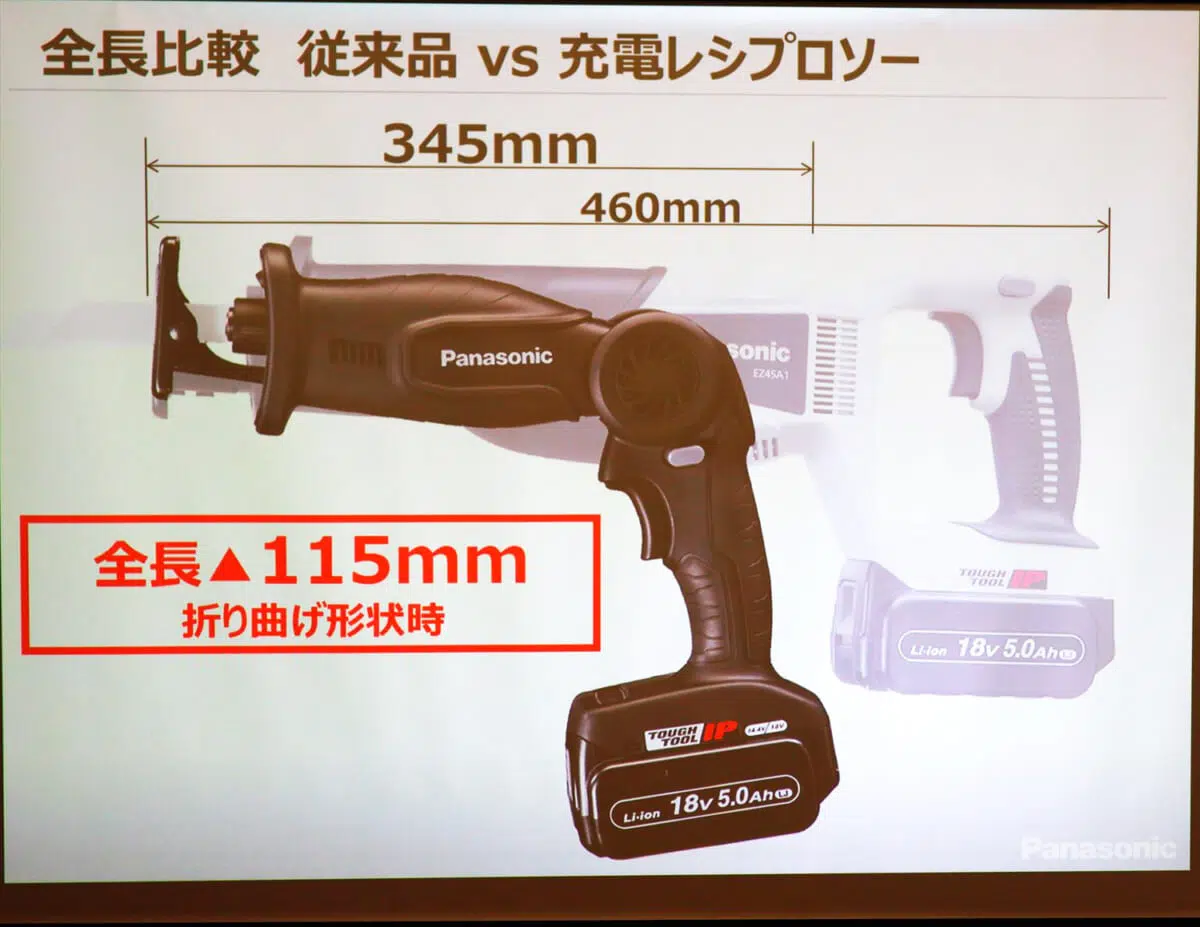 全長比較 従来品 vs 充電レシプロソー
345mm
460mm
Panasonic
sonic
EZ45A1
全長▲115mm
折り曲げ形状時
TOUGH TOOL IP
Li-ion 18v 5.0Ah
TOUGH TOOL IP 14.4V/18V
Li-ion 18v 5.0Ah
Panasonic